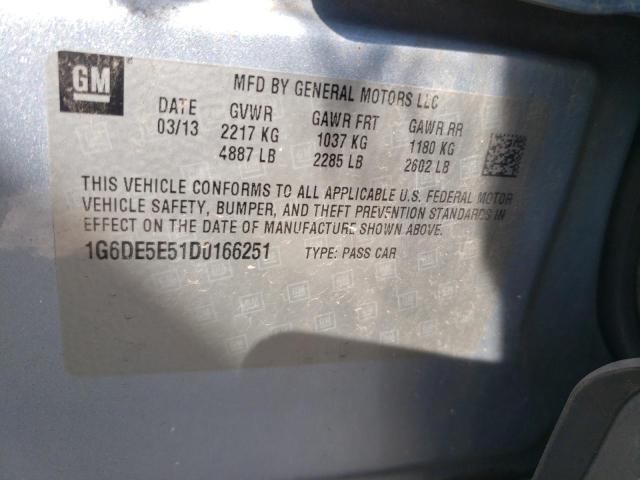 GM
MFD BY GENERAL MOTORS LLC
DATE GVWR GAWR FRT GAWR RR
03/13 2217 KG 1037 KG 1180 KG
4887 LB 2285 LB 2602 LB
THIS VEHICLE CONFORMS TO ALL APPLICABLE U.S. FEDERAL MOTOR
VEHICLE SAFETY, BUMPER, AND THEFT PREVENTION STANDARDS IN
EFFECT ON THE DATE OF MANUFACTURE SHOWN ABOVE.
1G6DE5E51D0166251 TYPE: PASS CAR